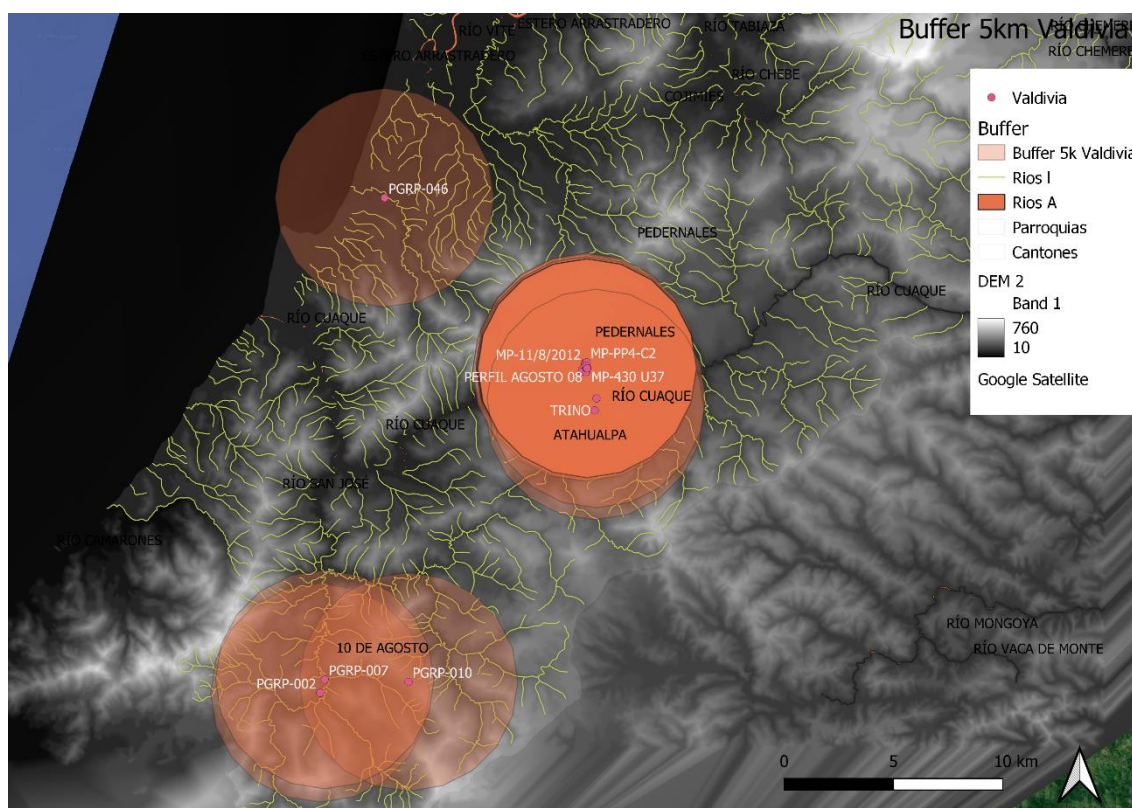 Buffer 5km Valdivia
RÍO VITE
ESTERO ARRASTRADERO
RÍO TABIAZA
ESTERO ARRASTRADERO
RÍO CHEBE
COJIMÍES
RÍO CHEMERE
Valdivia
Buffer
Buffer 5k Valdivia
Rios l
Rios A
Parroquias
Cantones
DEM 2
Band 1
760
10
Google Satellite
PGRP-046
PEDERNALES
RÍO CUAQUE
RÍO CUAQUE
PEDERNALES
MP-11/8/2012
MP-PP4-C2
PERFIL AGOSTO 08
MP-430 U37
RÍO CUAQUE
TRINO
RÍO CUAQUE
ATAHUALPA
RÍO SAN JOSÉ
RÍO CAMARONES
RÍO MONGOYA
RÍO VACA DE MONTE
10 DE AGOSTO
PGRP-007
PGRP-002
PGRP-010
0
5
10 km